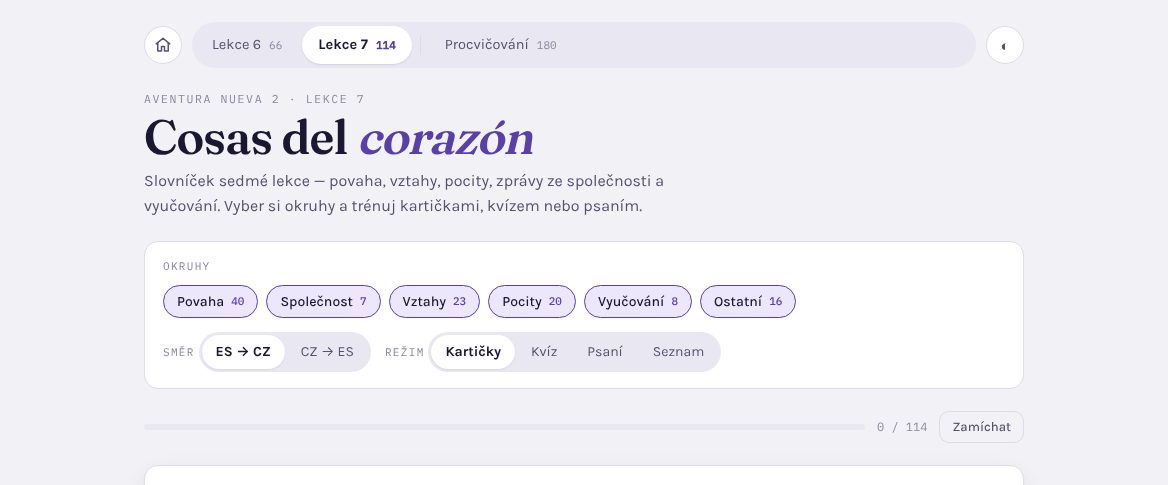 Lekce 6 66 Lekce 7 114 Procvičování 180
AVENTURA NUEVA 2 · LEKCE 7
Cosas del corazón
Slovníček sedmé lekce — povaha, vztahy, pocity, zprávy ze společnosti a
vyučování. Vyber si okruhy a trénuj kartičkami, kvízem nebo psaním.
OKRUHY
Povaha 40 Společnost 7 Vztahy 23 Pocity 20 Vyučování 8 Ostatní 16
SMĚR ES → CZ CZ → ES REŽIM Kartičky Kvíz Psaní Seznam
0 / 114 Zamíchat